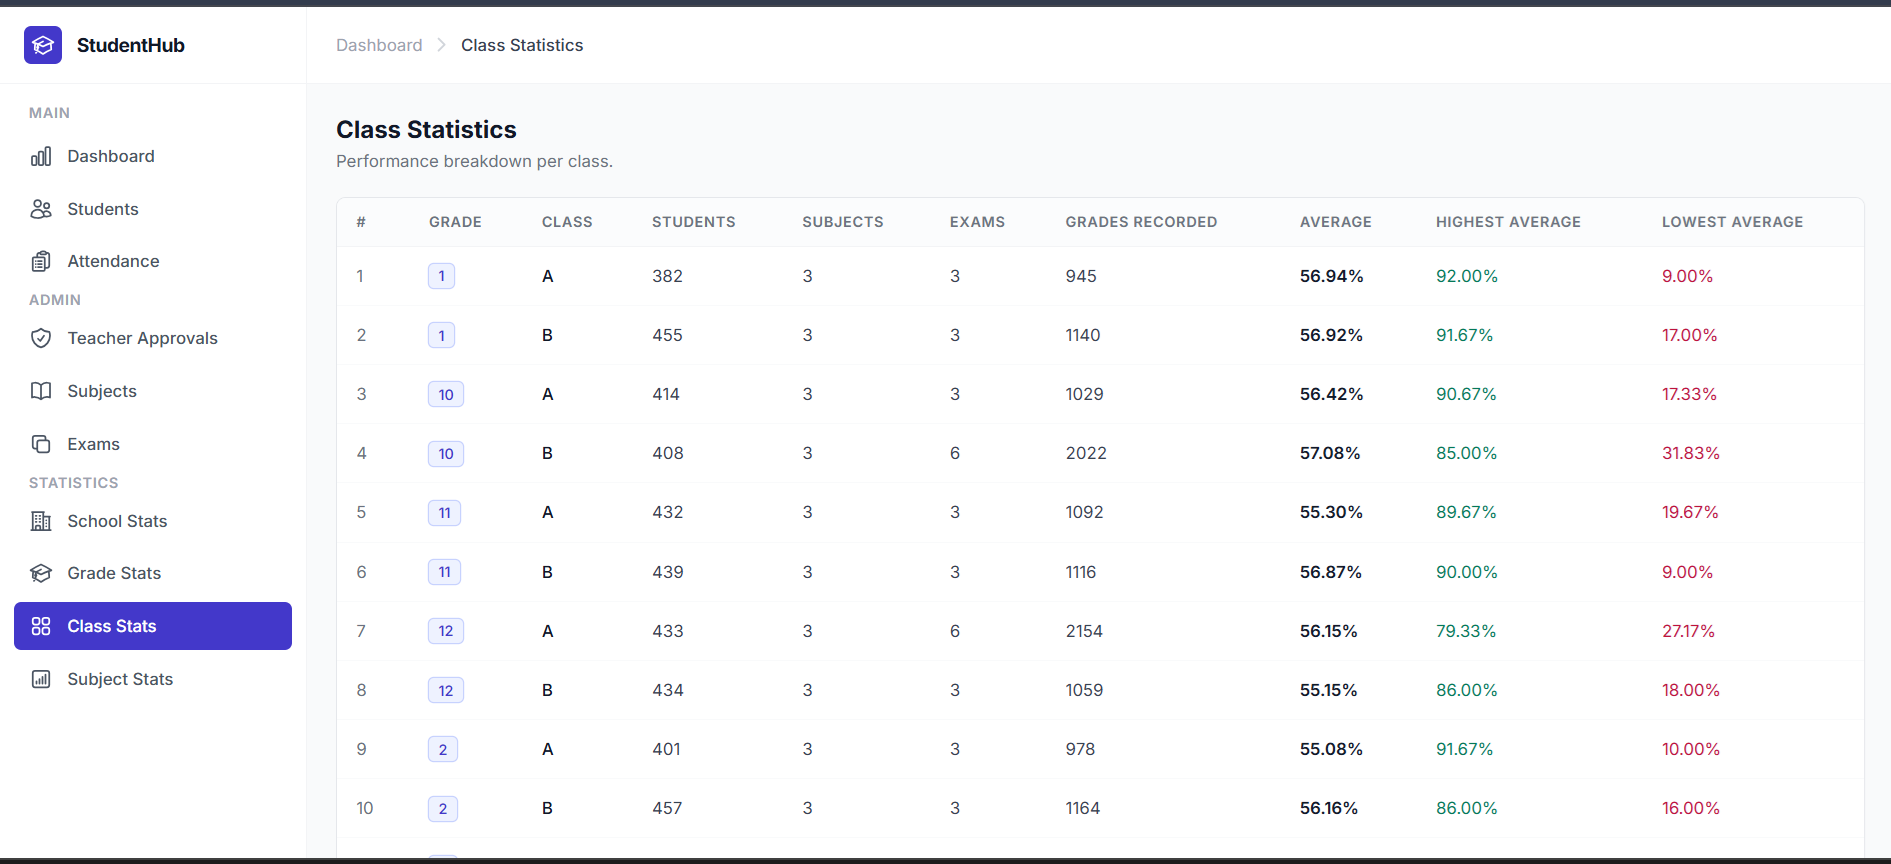 StudentHub
Dashboard Class Statistics
MAIN
Dashboard
Students
Attendance
ADMIN
Teacher Approvals
Subjects
Exams
STATISTICS
School Stats
Grade Stats
Class Stats
Subject Stats
Class Statistics
Performance breakdown per class.
# GRADE CLASS STUDENTS SUBJECTS EXAMS GRADES RECORDED AVERAGE HIGHEST AVERAGE LOWEST AVERAGE
1 1 A 382 3 3 945 56.94% 92.00% 9.00%
2 1 B 455 3 3 1140 56.92% 91.67% 17.00%
3 10 A 414 3 3 1029 56.42% 90.67% 17.33%
4 10 B 408 3 6 2022 57.08% 85.00% 31.83%
5 11 A 432 3 3 1092 55.30% 89.67% 19.67%
6 11 B 439 3 3 1116 56.87% 90.00% 9.00%
7 12 A 433 3 6 2154 56.15% 79.33% 27.17%
8 12 B 434 3 3 1059 55.15% 86.00% 18.00%
9 2 A 401 3 3 978 55.08% 91.67% 10.00%
10 2 B 457 3 3 1164 56.16% 86.00% 16.00%